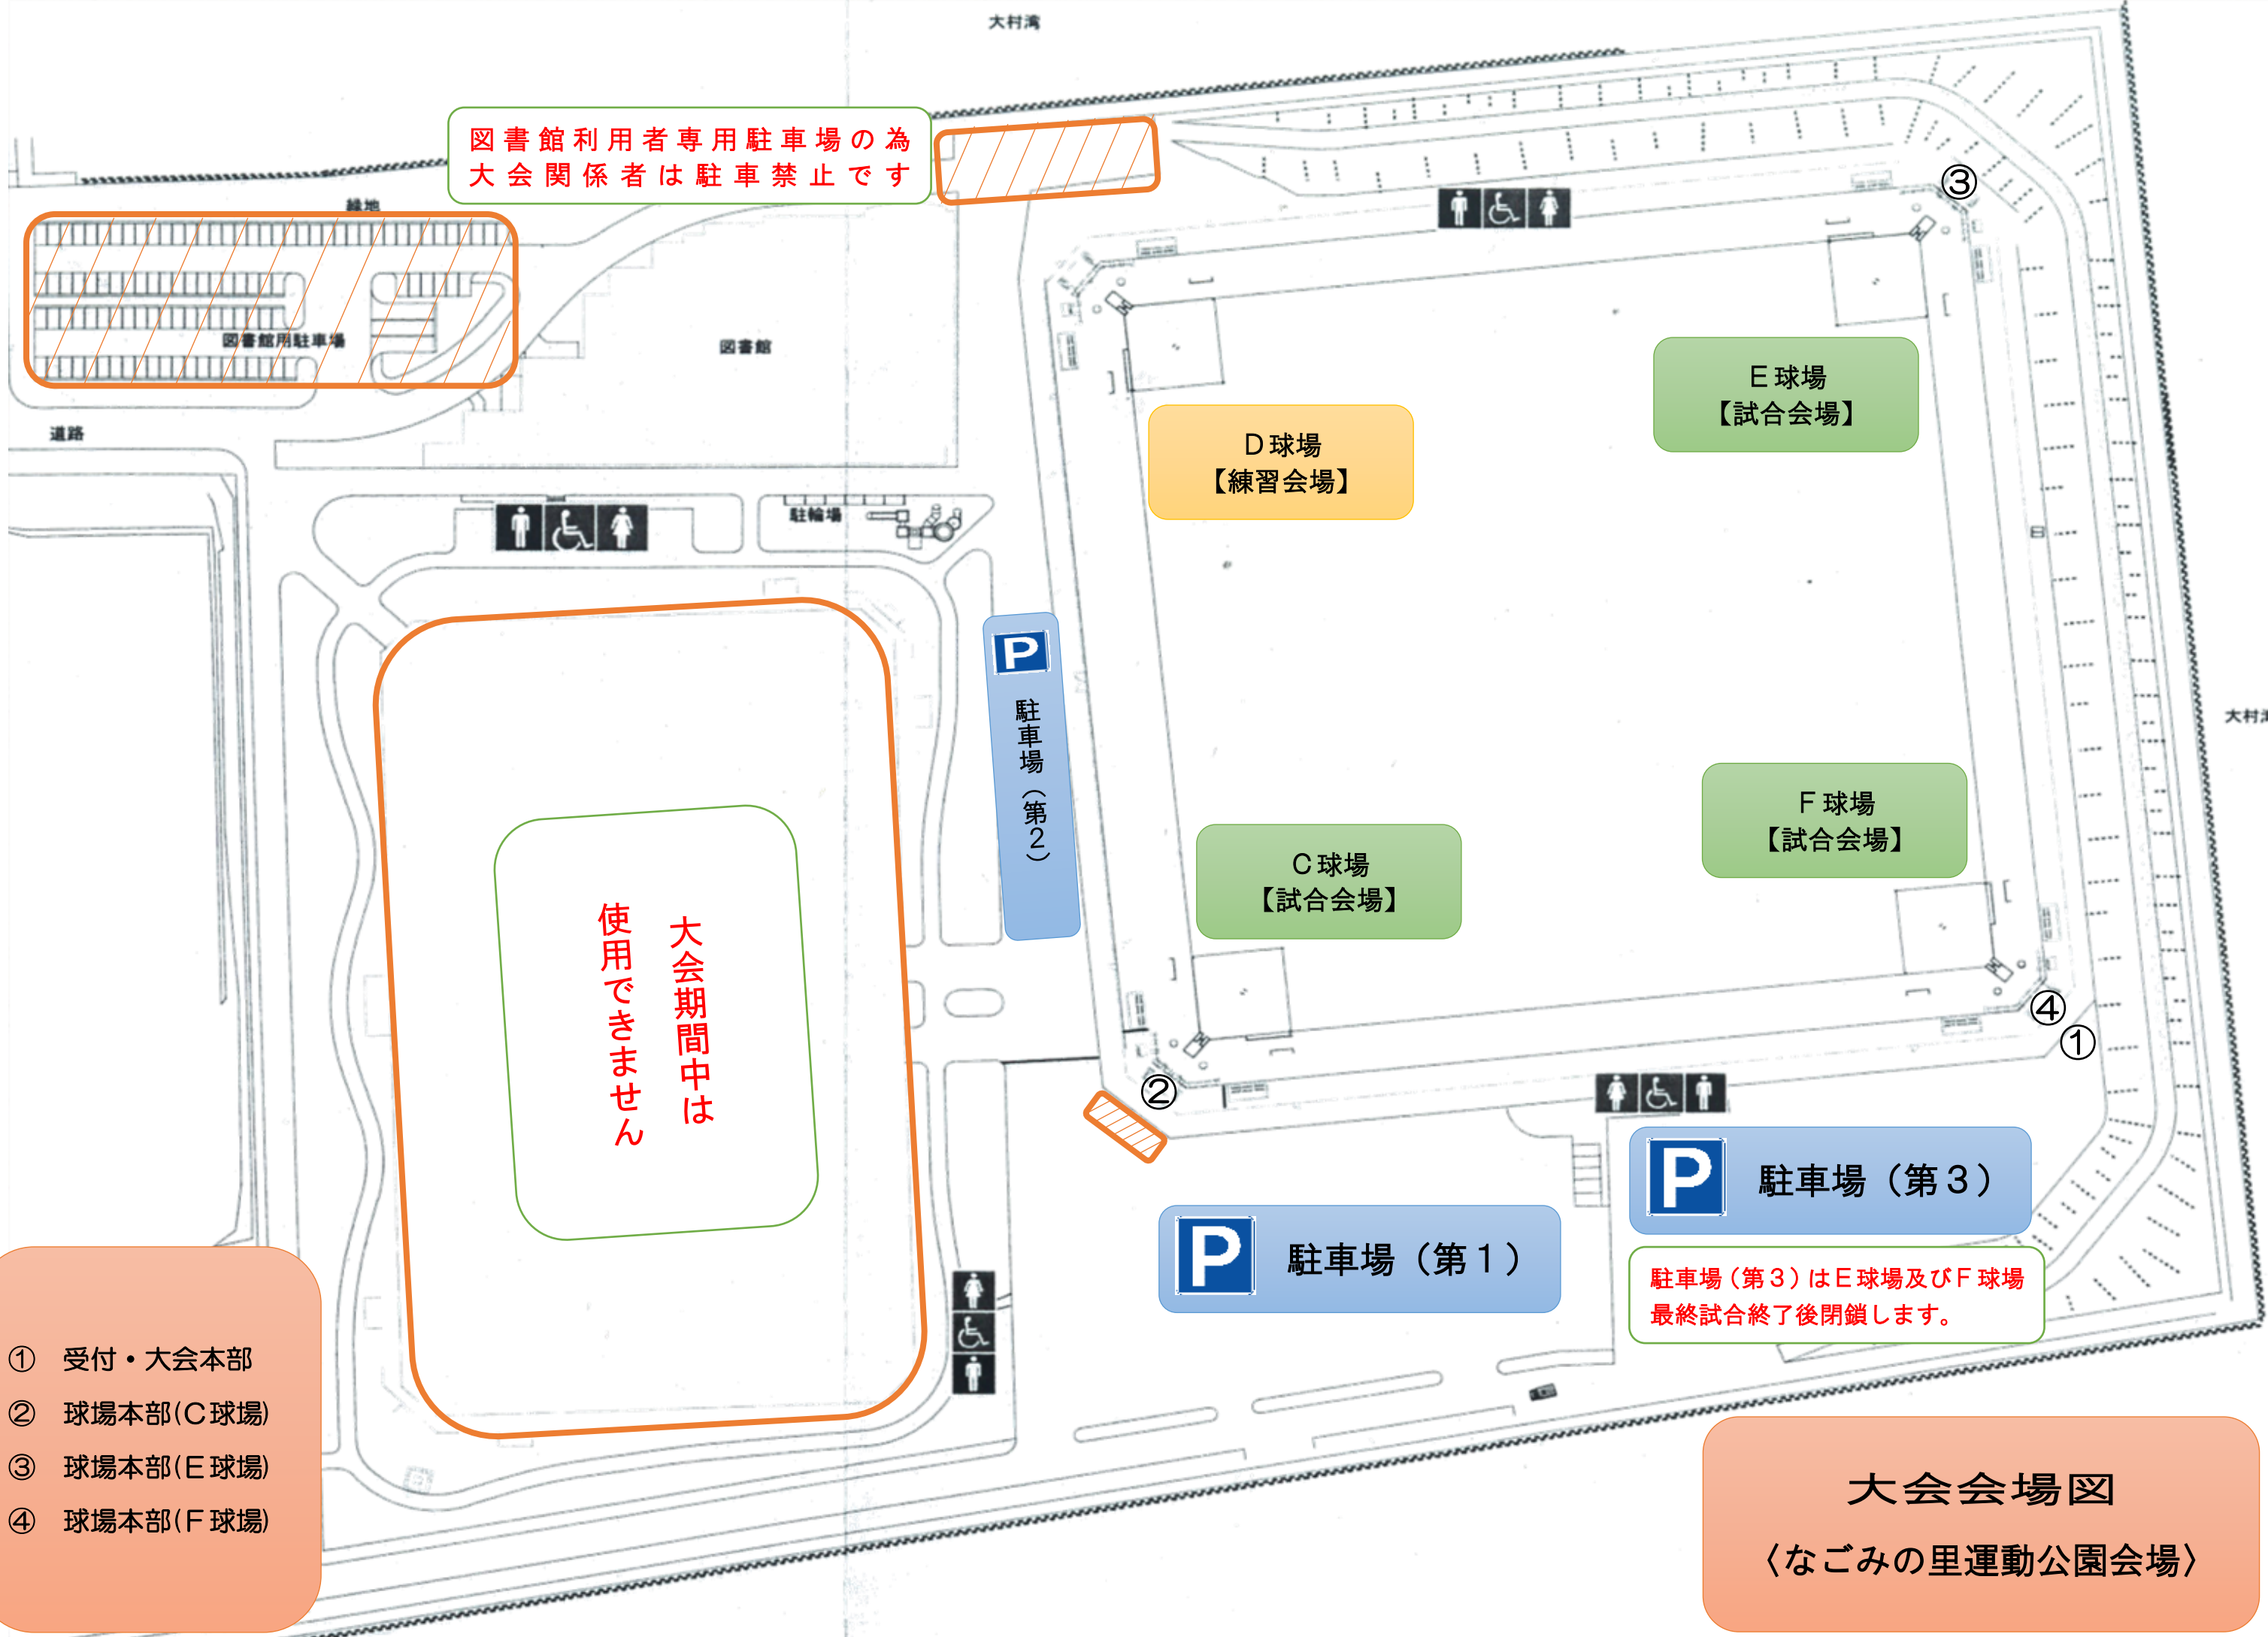 大村湾
図書館利用者専用駐車場の為
大会関係者は駐車禁止です
緑地
図書館用駐車場
図書館
道路
駐輪場
③
E球場
【試合会場】
D球場
【練習会場】
P
駐車場（第2）
大村湾
F球場
【試合会場】
C球場
【試合会場】
大会期間中は
使用できません
④
①
②
P 駐車場（第３）
P 駐車場（第１）
駐車場（第３）はE球場及びF球場
最終試合終了後閉鎖します。
① 受付・大会本部
② 球場本部(C球場)
③ 球場本部(E球場)
④ 球場本部(F球場)
大会会場図
〈なごみの里運動公園会場〉